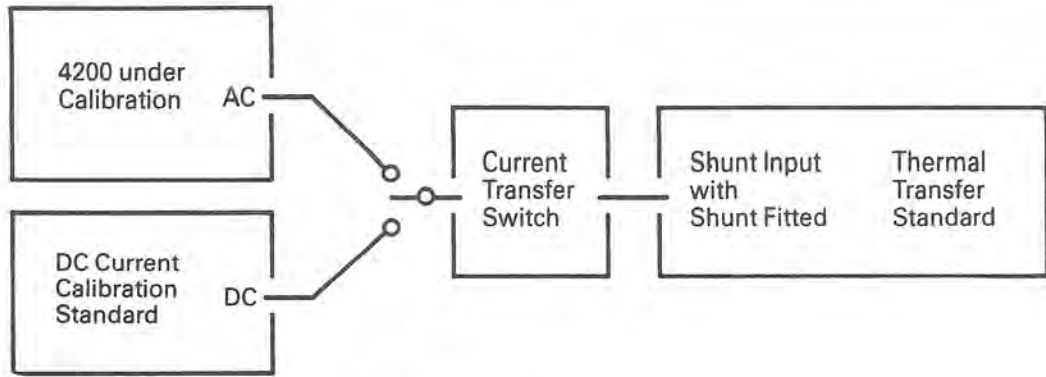 4200 under
Calibration
AC
DC Current
Calibration
Standard
DC
Current
Transfer
Switch
Shunt Input
with
Shunt Fitted
Thermal
Transfer
Standard